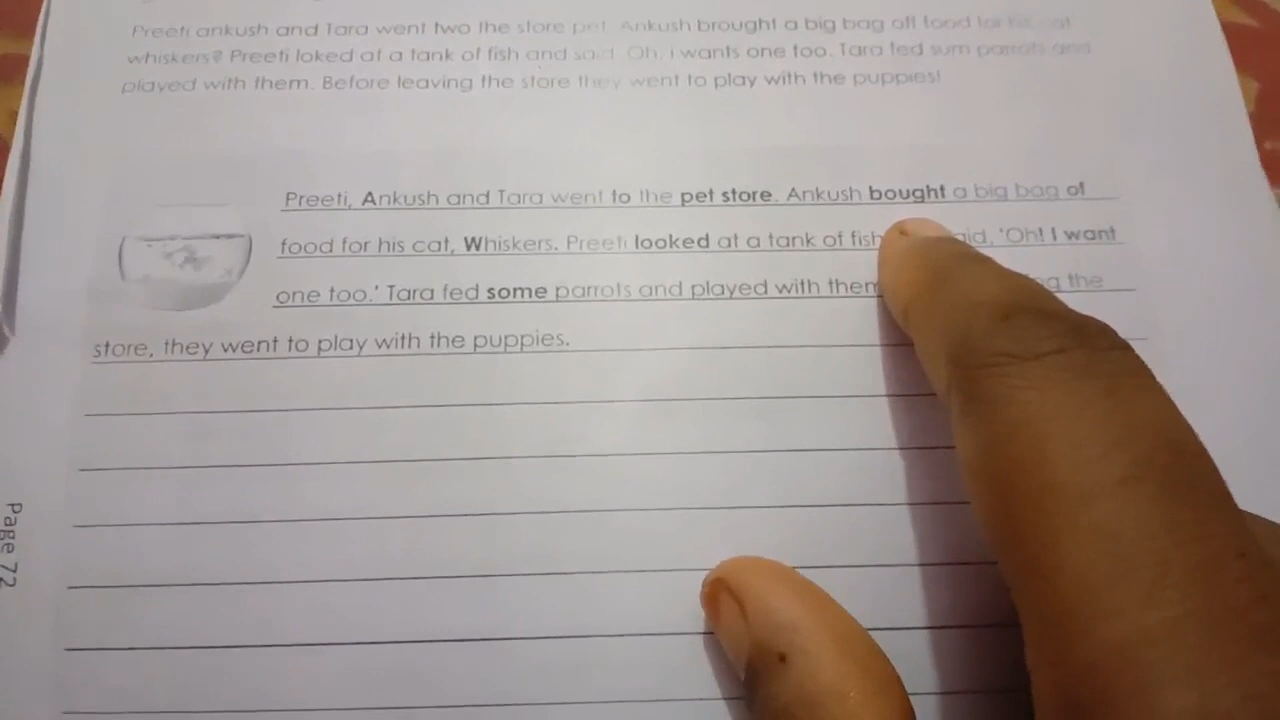 Preeti ankush and Tara went two the store pet. Ankush brought a big bag off food for his cat
whiskers? Preeti loked at a tank of fish and said. Oh, i wants one too. Tara fed sum parrots and
played with them. Before leaving the store they went to play with the puppies!
Preeti, Ankush and Tara went to the pet store. Ankush bought a big bag of
food for his cat, Whiskers. Preeti looked at a tank of fish 'Oh! I want
one too.' Tara fed some parrots and played with the
store, they went to play with the puppies.
Page 72